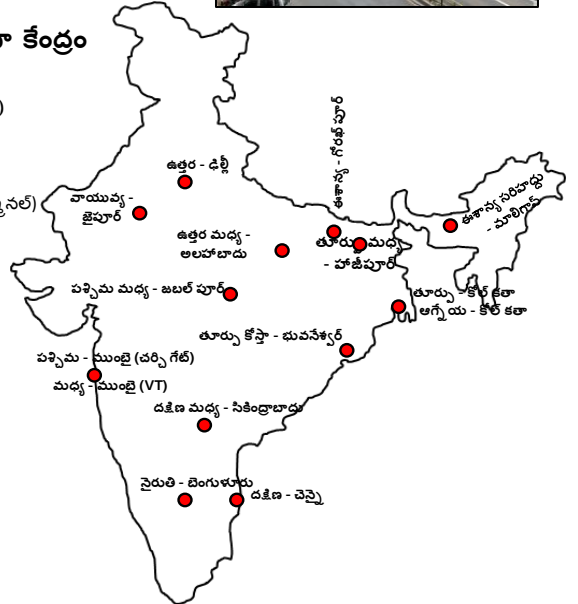 కేంద్రం
)
ఉత్తర - ఢిల్లీ
ఈశాన్య - గోరఖ్ పూర్
వాయువ్య -
జైపూర్
నల్)
ఈశాన్య సరిహద్దు
- మాలిగావ్
ఉత్తర మధ్య -
అలహాబాదు
తూర్పు మధ్య
- హాజీపూర్
పశ్చిమ మధ్య - జబల్ పూర్
తూర్పు - కోల్ కతా
ఆగ్నేయ - కోల్ కతా
తూర్పు కోస్తా - భువనేశ్వర్
పశ్చిమ - ముంబై (చర్చి గేట్)
మధ్య - ముంబై (VT)
దక్షిణ మధ్య - సికింద్రాబాదు
నైరుతి - బెంగుళూరు
దక్షిణ - చెన్నై